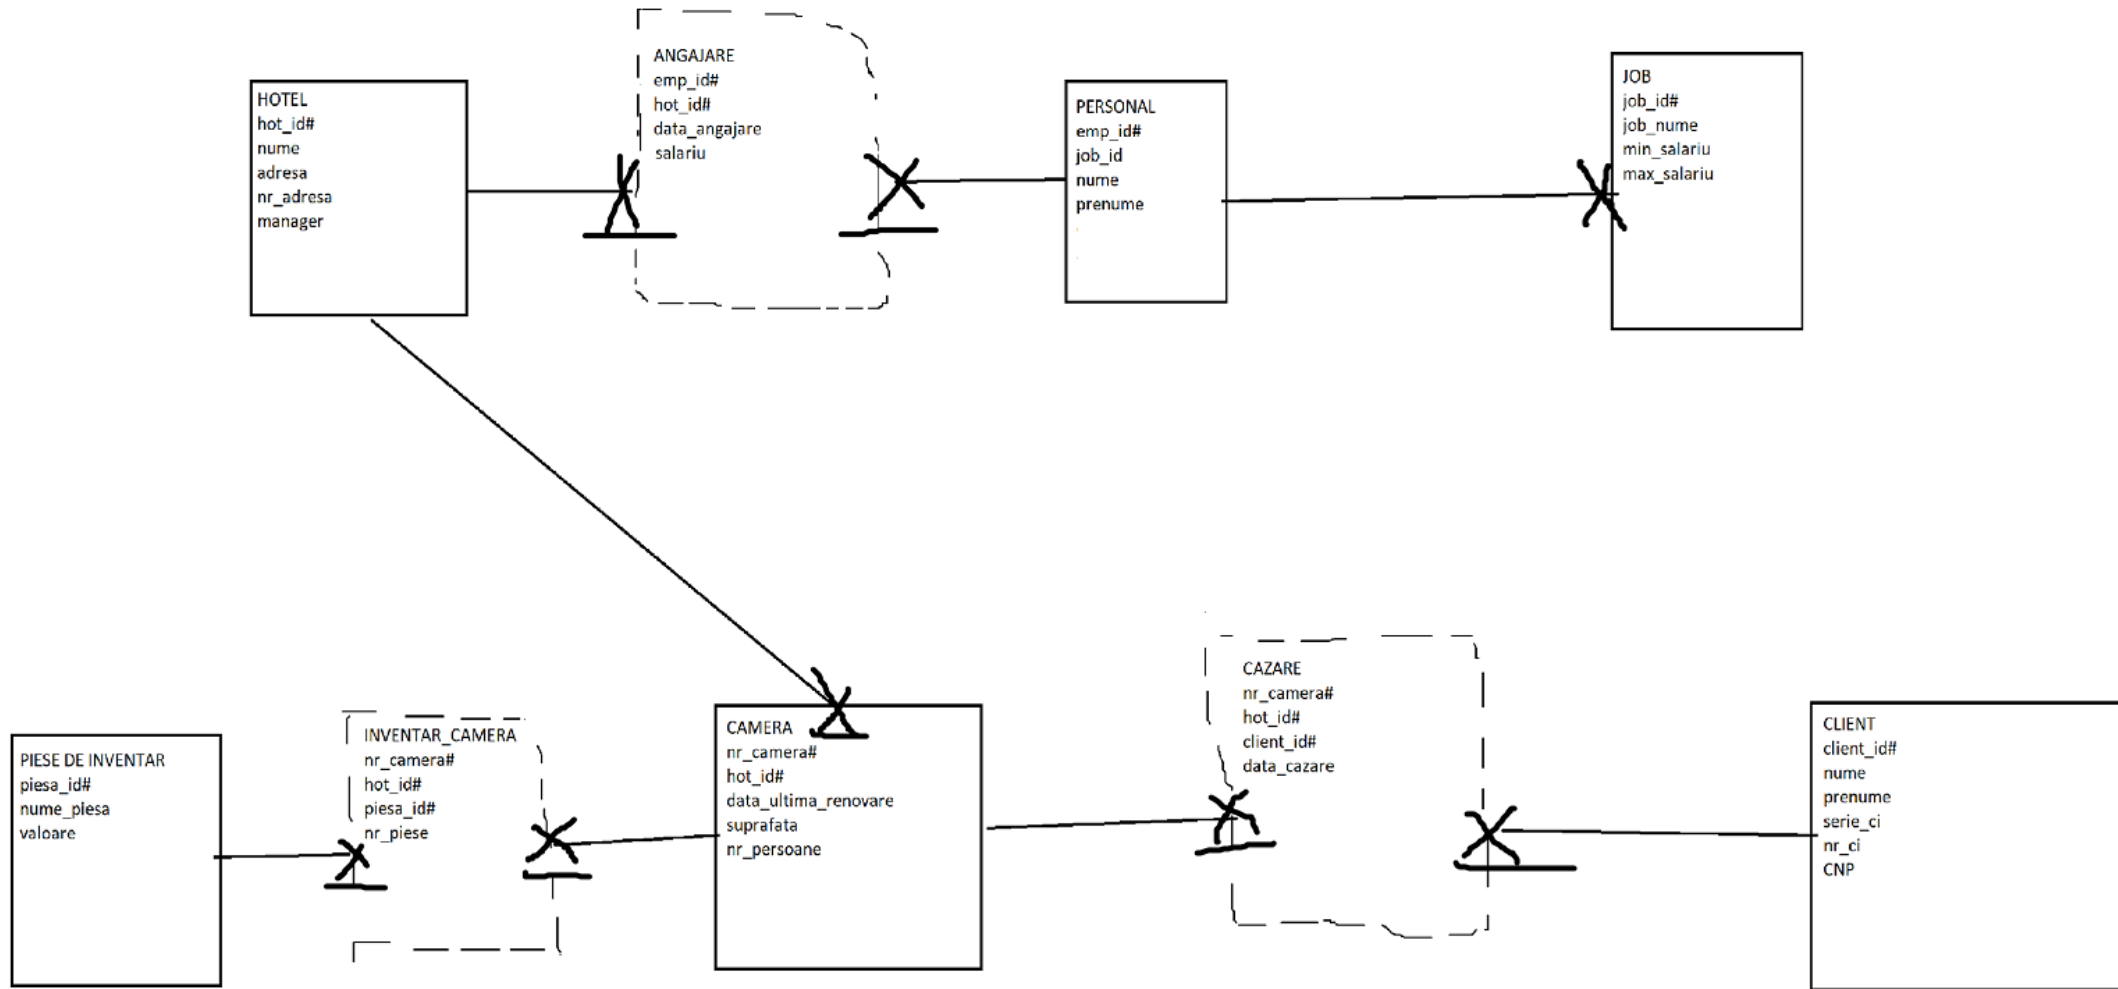 HOTEL
hot_id#
nume
adresa
nr_adresa
manager
ANGAJARE
emp_id#
hot_id#
data_angajare
salariu
PERSONAL
emp_id#
job_id
nume
prenume
JOB
job_id#
job_nume
min_salariu
max_salariu
PIESE DE INVENTAR
piesa_id#
nume_piesa
valoare
INVENTAR_CAMERA
nr_camera#
hot_id#
piesa_id#
nr_piese
CAMERA
nr_camera#
hot_id#
data_ultima_renovare
suprafata
nr_persoane
CAZARE
nr_camera#
hot_id#
client_id#
data_cazare
CLIENT
client_id#
nume
prenume
serie_ci
nr_ci
CNP